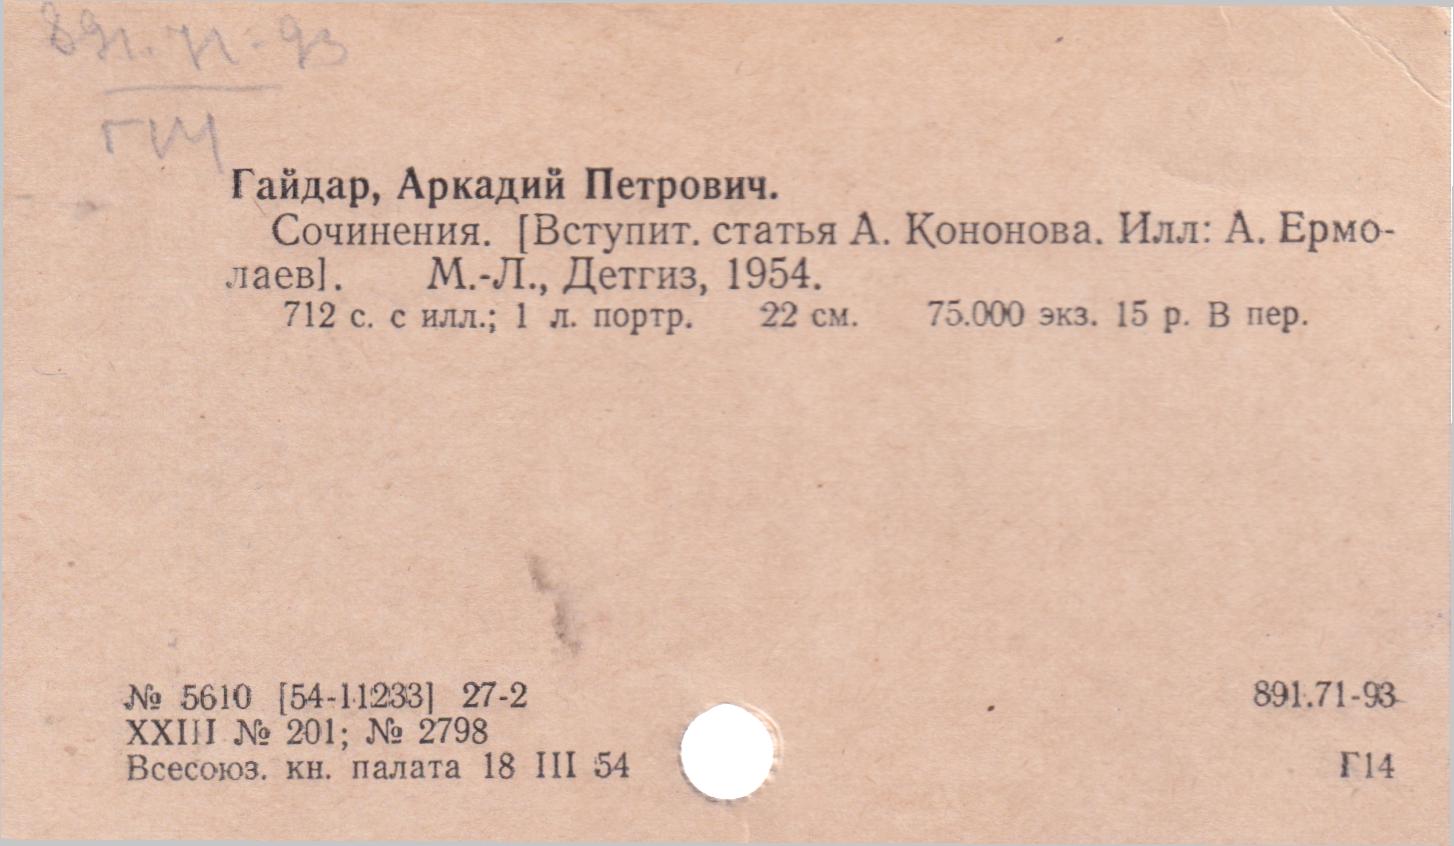 891.71-93
Г14
Гайдар, Аркадий Петрович.
Сочинения. [Вступит. статья А. Кононова. Илл: А. Ермо-
лаев]. М.-Л., Детгиз, 1954.
712 с. с илл.; 1 л. портр. 22 см. 75.000 экз. 15 р. В пер.
№ 5610 [54-11233] 27-2
891.71-93
XXIII № 201; № 2798
Всесоюз. кн. палата 18 III 54
Г14